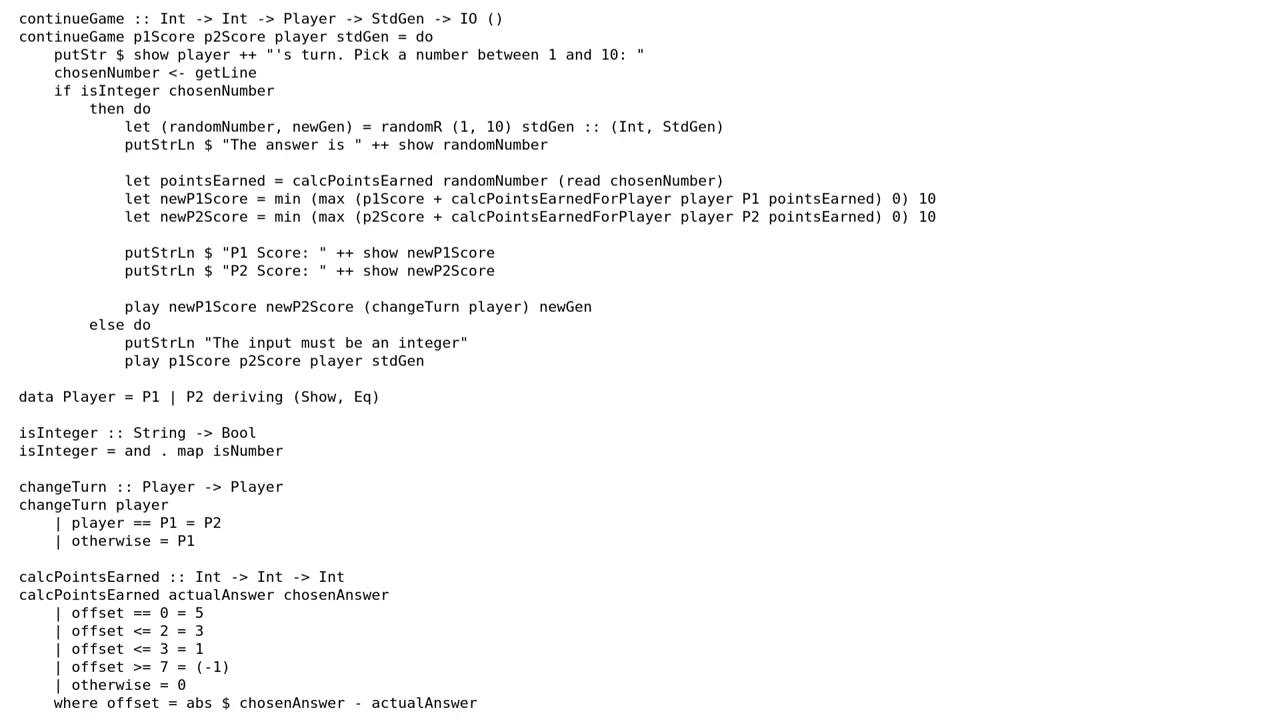 continueGame :: Int -> Int -> Player -> StdGen -> IO ()
continueGame p1Score p2Score player stdGen = do
    putStr $ show player ++ "'s turn. Pick a number between 1 and 10: "
    chosenNumber <- getLine
    if isInteger chosenNumber
        then do
            let (randomNumber, newGen) = randomR (1, 10) stdGen :: (Int, StdGen)
            putStrLn $ "The answer is " ++ show randomNumber

            let pointsEarned = calcPointsEarned randomNumber (read chosenNumber)
            let newP1Score = min (max (p1Score + calcPointsEarnedForPlayer player P1 pointsEarned) 0) 10
            let newP2Score = min (max (p2Score + calcPointsEarnedForPlayer player P2 pointsEarned) 0) 10

            putStrLn $ "P1 Score: " ++ show newP1Score
            putStrLn $ "P2 Score: " ++ show newP2Score

            play newP1Score newP2Score (changeTurn player) newGen
        else do
            putStrLn "The input must be an integer"
            play p1Score p2Score player stdGen

data Player = P1 | P2 deriving (Show, Eq)

isInteger :: String -> Bool
isInteger = and . map isNumber

changeTurn :: Player -> Player
changeTurn player
    | player == P1 = P2
    | otherwise = P1

calcPointsEarned :: Int -> Int -> Int
calcPointsEarned actualAnswer chosenAnswer
    | offset == 0 = 5
    | offset <= 2 = 3
    | offset <= 3 = 1
    | offset >= 7 = (-1)
    | otherwise = 0
    where offset = abs $ chosenAnswer - actualAnswer